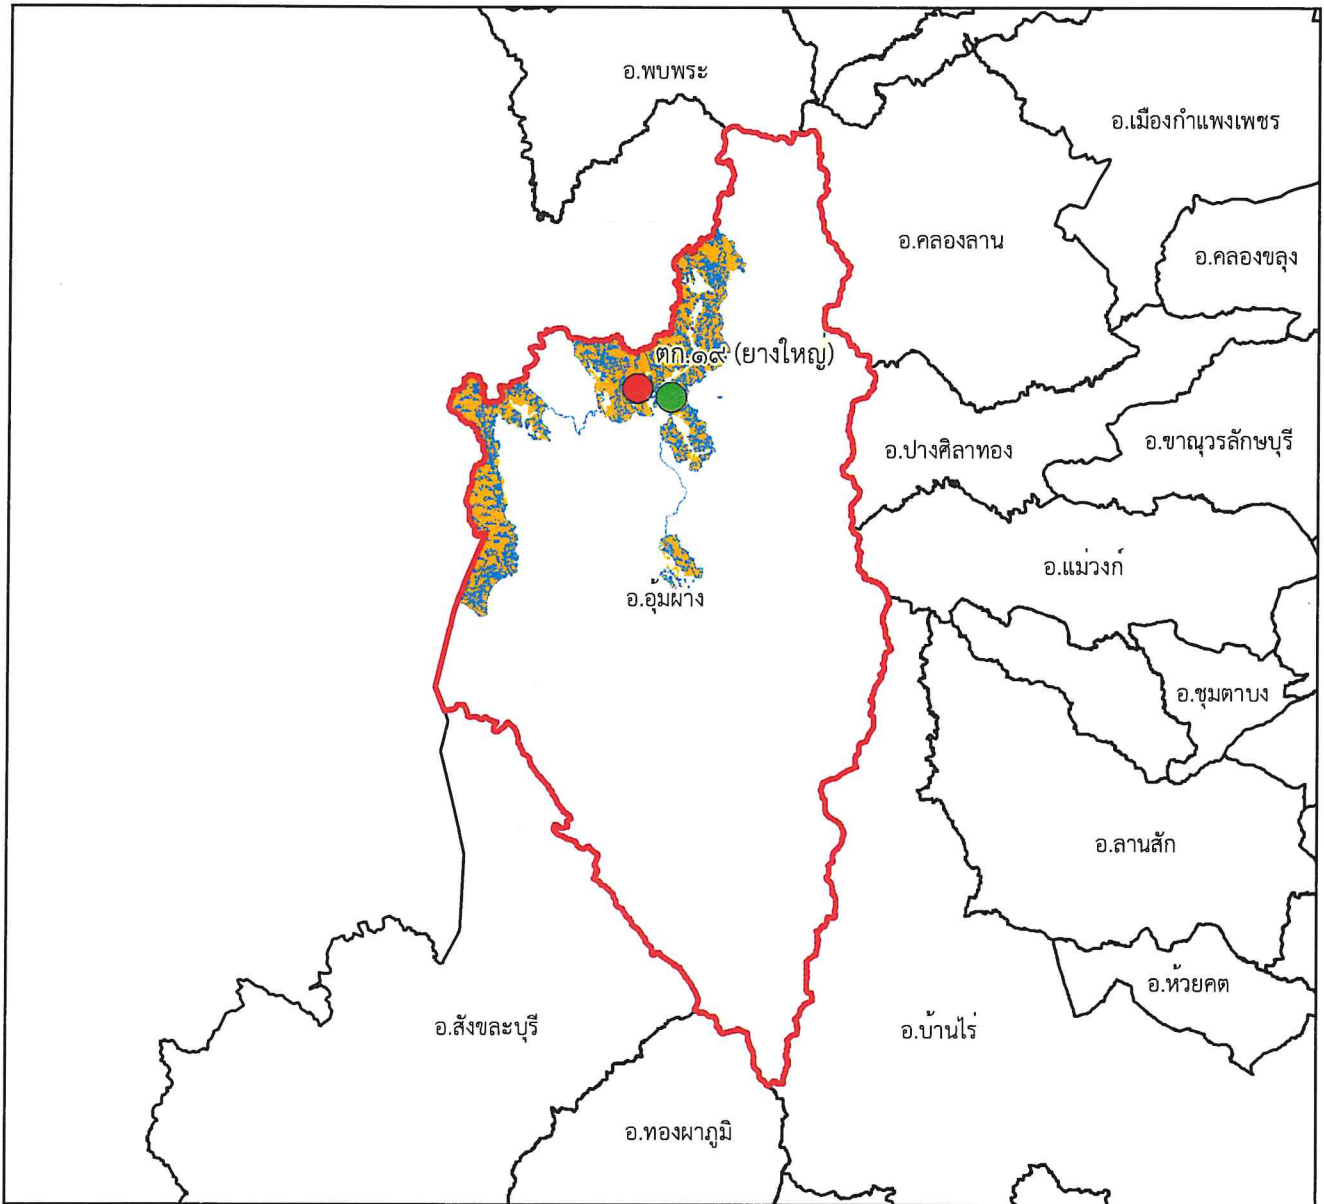 อ.พบพระ
อ.เมืองกำแพงเพชร
อ.คลองลาน
อ.คลองขลุง
ตก.๑๙ (ยางใหญ่)
อ.ปางศิลาทอง
อ.ขาณุวรลักษบุรี
อ.แม่วงก์
อ.อุ้มผาง
อ.ชุมตาบง
อ.ลานสัก
อ.ห้วยคต
อ.สังขละบุรี
อ.บ้านไร่
อ.ทองผาภูมิ